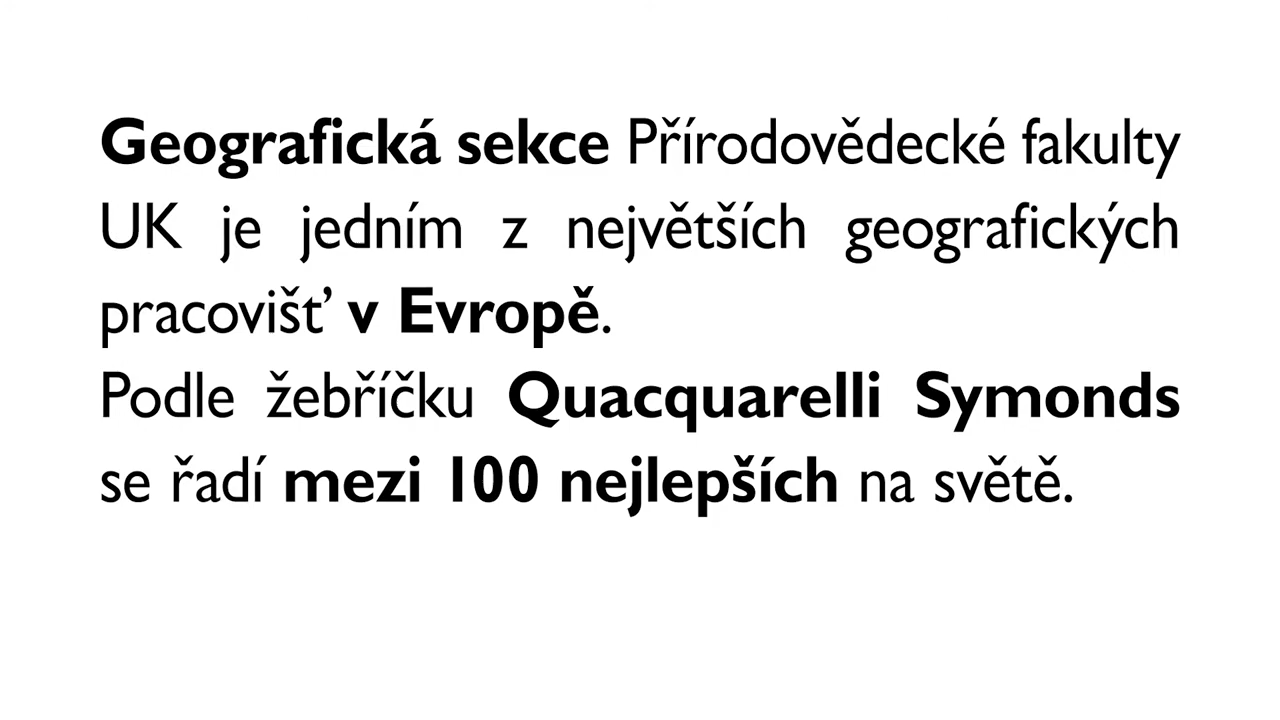 Geografická sekce Přírodovědecké fakulty
UK je jedním z největších geografických
pracovišť v Evropě.
Podle žebříčku Quacquarelli Symonds
se řadí mezi 100 nejlepších na světě.